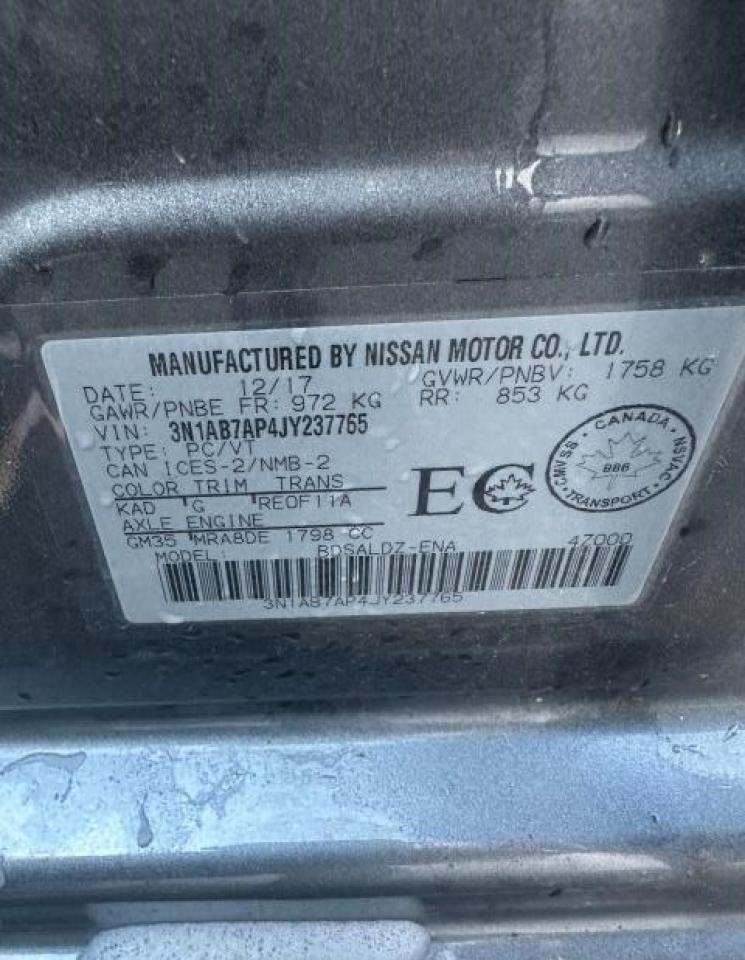 MANUFACTURED BY NISSAN MOTOR CO., LTD.
DATE: 12/17 GVWR/PNBV: 1758 KG
GAWR/PNBE FR: 972 KG RR: 853 KG
VIN: 3N1AB7AP4JY237765
TYPE: PC/VT
CAN ICES-2/NMB-2
COLOR TRIM TRANS
KAD G RE0F11A
AXLE ENGINE
GM35 MRA8DE 1798 CC
MODEL: BDSALDZ-ENA 47000
3N1AB7AP4JY237765
EC
CANADA
CMVSS NSVAC
886
TRANSPORT